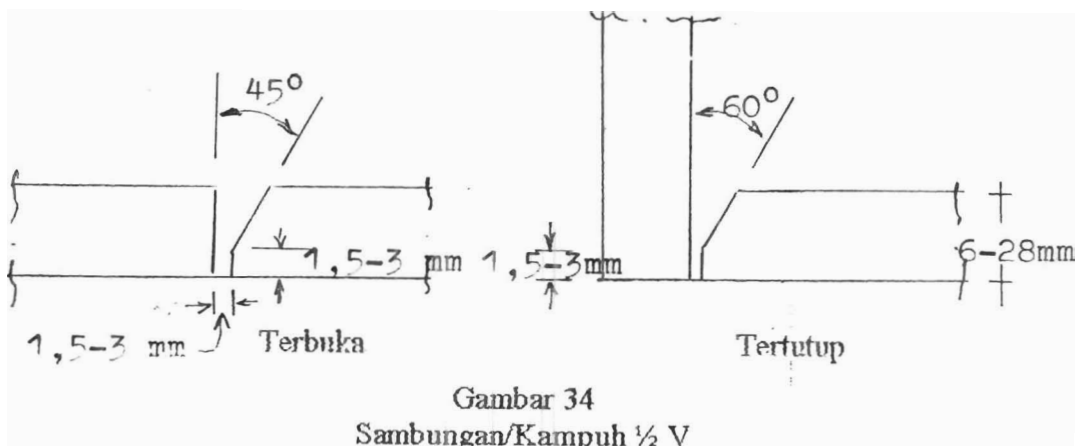 45°
60°
1,5-3 mm
1,5-3mm
6-28mm
1,5-3 mm
Terbuka
Tertutup
Gambar 34
Sambungan/Kampuh ½ V